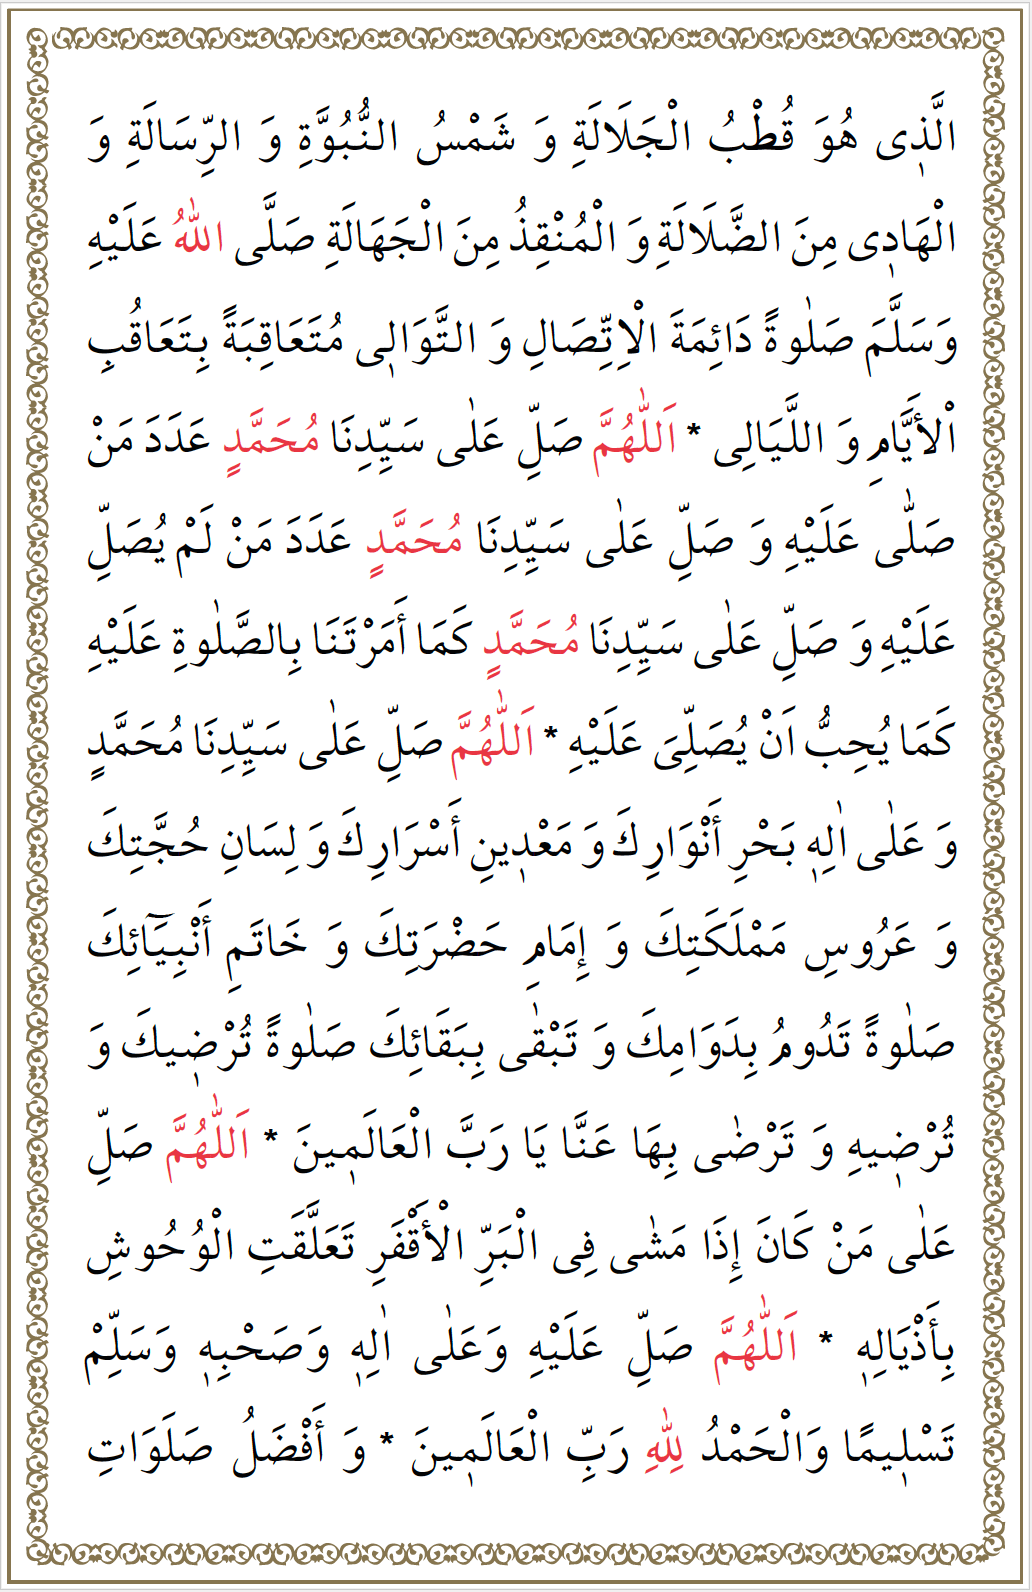 الَّذٖى هُوَ قُطْبُ الْجَلَالَةِ وَ شَمْسُ النُّبُوَّةِ وَ الرِّسَالَةِ وَ
الْهَادٖى مِنَ الضَّلَالَةِ وَ الْمُنْقِذُ مِنَ الْجَهَالَةِ صَلَّى اللّٰهُ عَلَيْهِ
وَسَلَّمَ صَلٰوةً دَائِمَةَ الْاِتِّصَالِ وَ التَّوَالٖى مُتَعَاقِبَةً بِتَعَاقُبِ
الْأَيَّامِ وَ اللَّيَالِى * اَللّٰهُمَّ صَلِّ عَلٰى سَيِّدِنَا مُحَمَّدٍ عَدَدَ مَنْ
صَلّٰى عَلَيْهِ وَ صَلِّ عَلٰى سَيِّدِنَا مُحَمَّدٍ عَدَدَ مَنْ لَمْ يُصَلِّ
عَلَيْهِ وَ صَلِّ عَلٰى سَيِّدِنَا مُحَمَّدٍ كَمَا أَمَرْتَنَا بِالصَّلٰوةِ عَلَيْهِ
كَمَا يُحِبُّ اَنْ يُصَلِّىَ عَلَيْهِ * اَللّٰهُمَّ صَلِّ عَلٰى سَيِّدِنَا مُحَمَّدٍ
وَ عَلٰى اٰلِهٖ بَحْرِ أَنْوَارِكَ وَ مَعْدٖينِ أَسْرَارِكَ وَ لِسَانِ حُجَّتِكَ
وَ عَرُوسِ مَمْلَكَتِكَ وَ إِمَامِ حَضْرَتِكَ وَ خَاتَمِ أَنْبِيَٓائِكَ
صَلٰوةً تَدُومُ بِدَوَامِكَ وَ تَبْقٰى بِبَقَائِكَ صَلٰوةً تُرْضٖيكَ وَ
تُرْضٖيهِ وَ تَرْضٰى بِهَا عَنَّا يَا رَبَّ الْعَالَمٖينَ * اَللّٰهُمَّ صَلِّ
عَلٰى مَنْ كَانَ إِذَا مَشٰى فِى الْبَرِّ الْأَقْفَرِ تَعَلَّقَتِ الْوُحُوشِ
بِأَذْيَالِهٖ * اَللّٰهُمَّ صَلِّ عَلَيْهِ وَعَلٰى اٰلِهٖ وَصَحْبِهٖ وَسَلِّمْ
تَسْلٖيمًا وَالْحَمْدُ لِلّٰهِ رَبِّ الْعَالَمٖينَ * وَ أَفْضَلُ صَلَوَاتِ